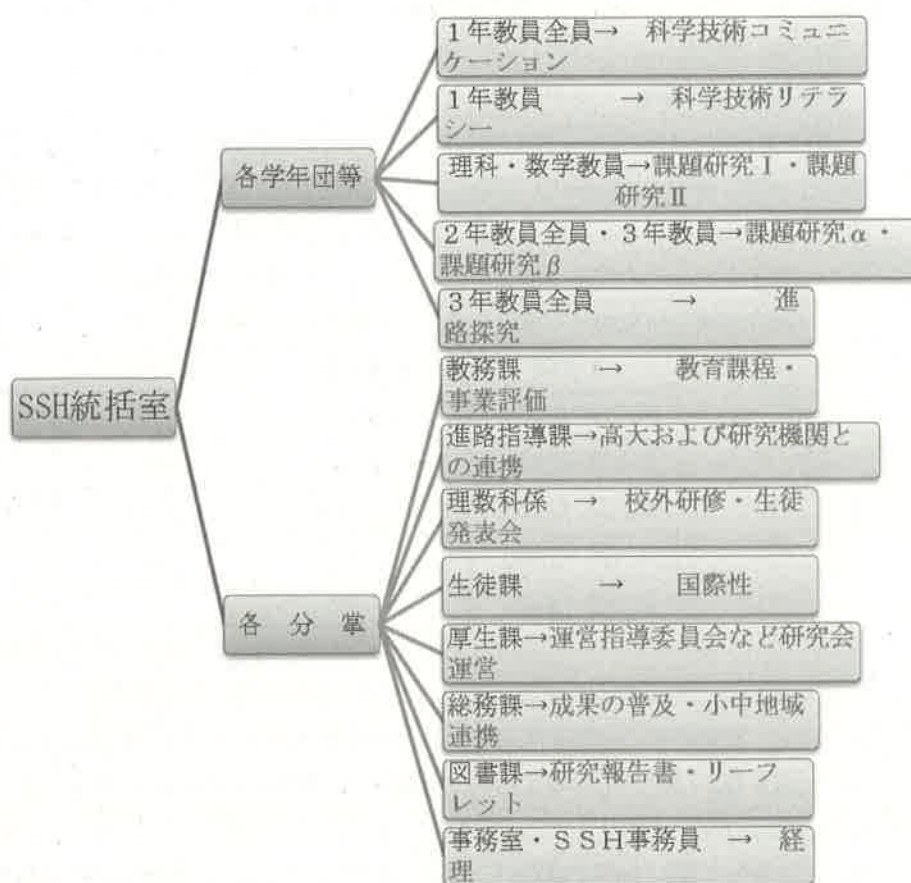 1年教員全員→　科学技術コミュニ
ケーション
1年教員　　　→　科学技術リテラ
シー
各学年団等
理科・数学教員→課題研究Ⅰ・課題
研究Ⅱ
2年教員全員・3年教員→課題研究α・
課題研究β
3年教員全員　　　→　　　進
路探究
SSH統括室
教務課　　　→　　教育課程・
事業評価
進路指導課→高大および研究機関と
の連携
理数科係　→　校外研修・生徒
発表会
生徒課　　　→　　国際性
各　分　掌
厚生課→運営指導委員会など研究会
運営
総務課→成果の普及・小中地域
連携
図書課→研究報告書・リーフ
レット
事務室・ＳＳＨ事務員　→　経
理